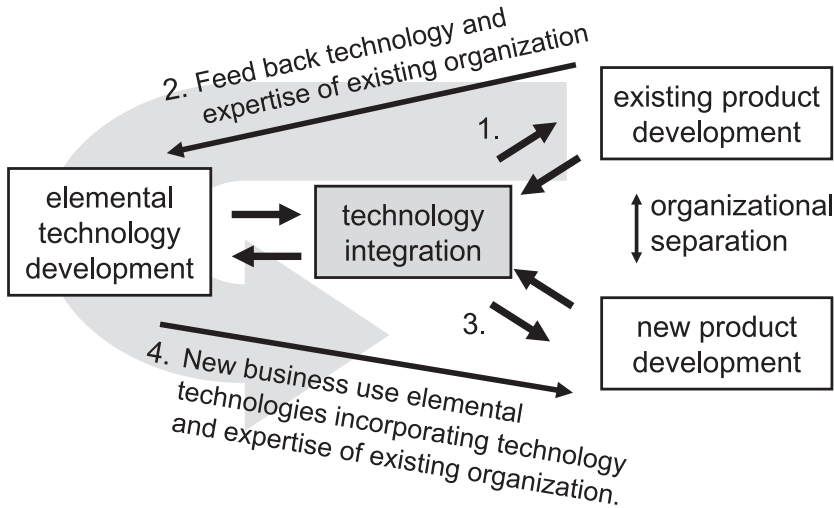 2. Feed back technology and
expertise of existing organization
existing product
development
1.
elemental
technology
development
technology
integration
organizational
separation
3.
new product
development
4. New business use elemental
technologies incorporating technology
and expertise of existing organization.